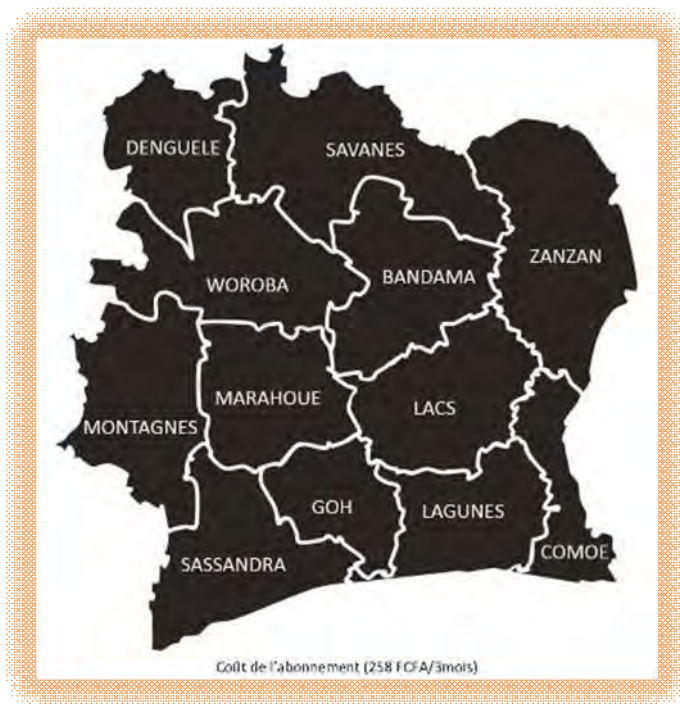 DENGUELE
SAVANES
ZANZAN
WOROBA
BANDAMA
MARAHOUE
LACS
MONTAGNES
GOH
LAGUNES
COMOE
SASSANDRA
Coût de l'abonnement (258 FCFA/3mois)